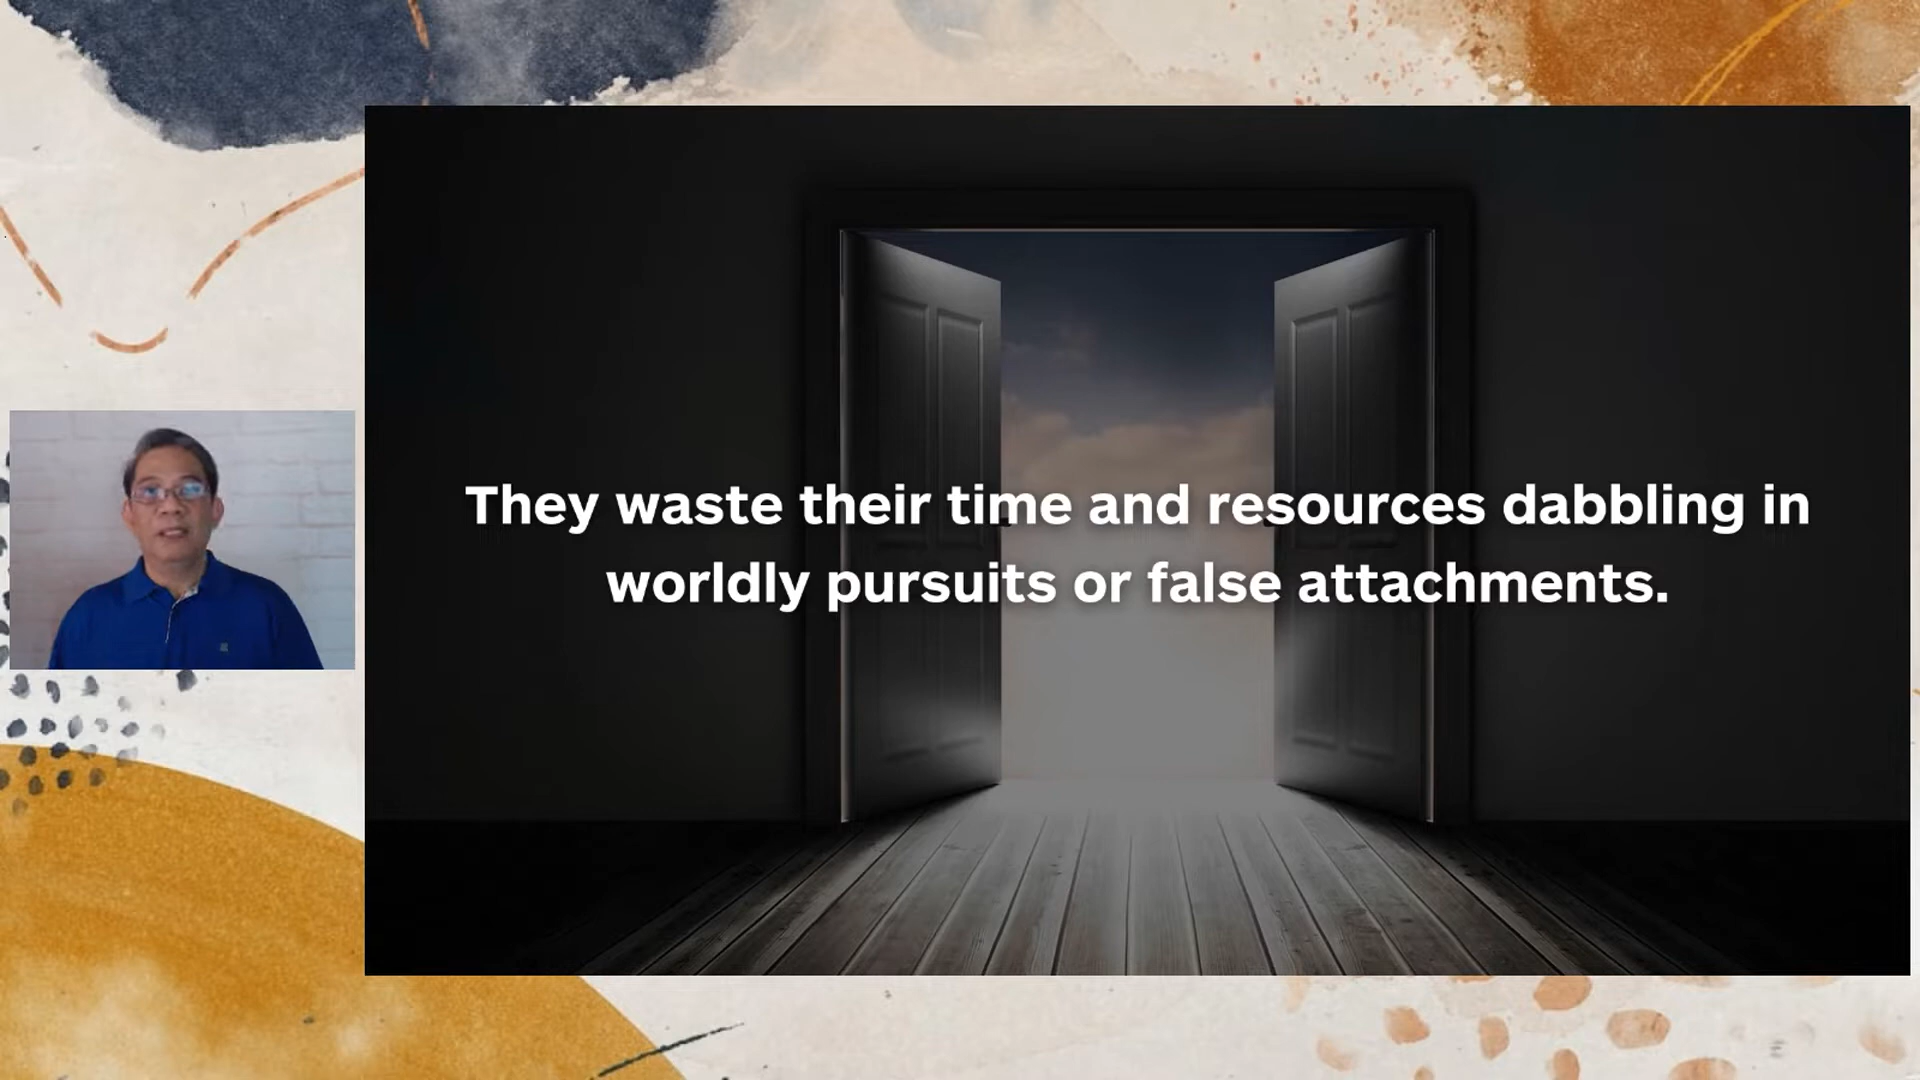 They waste their time and resources dabbling in
worldly pursuits or false attachments.